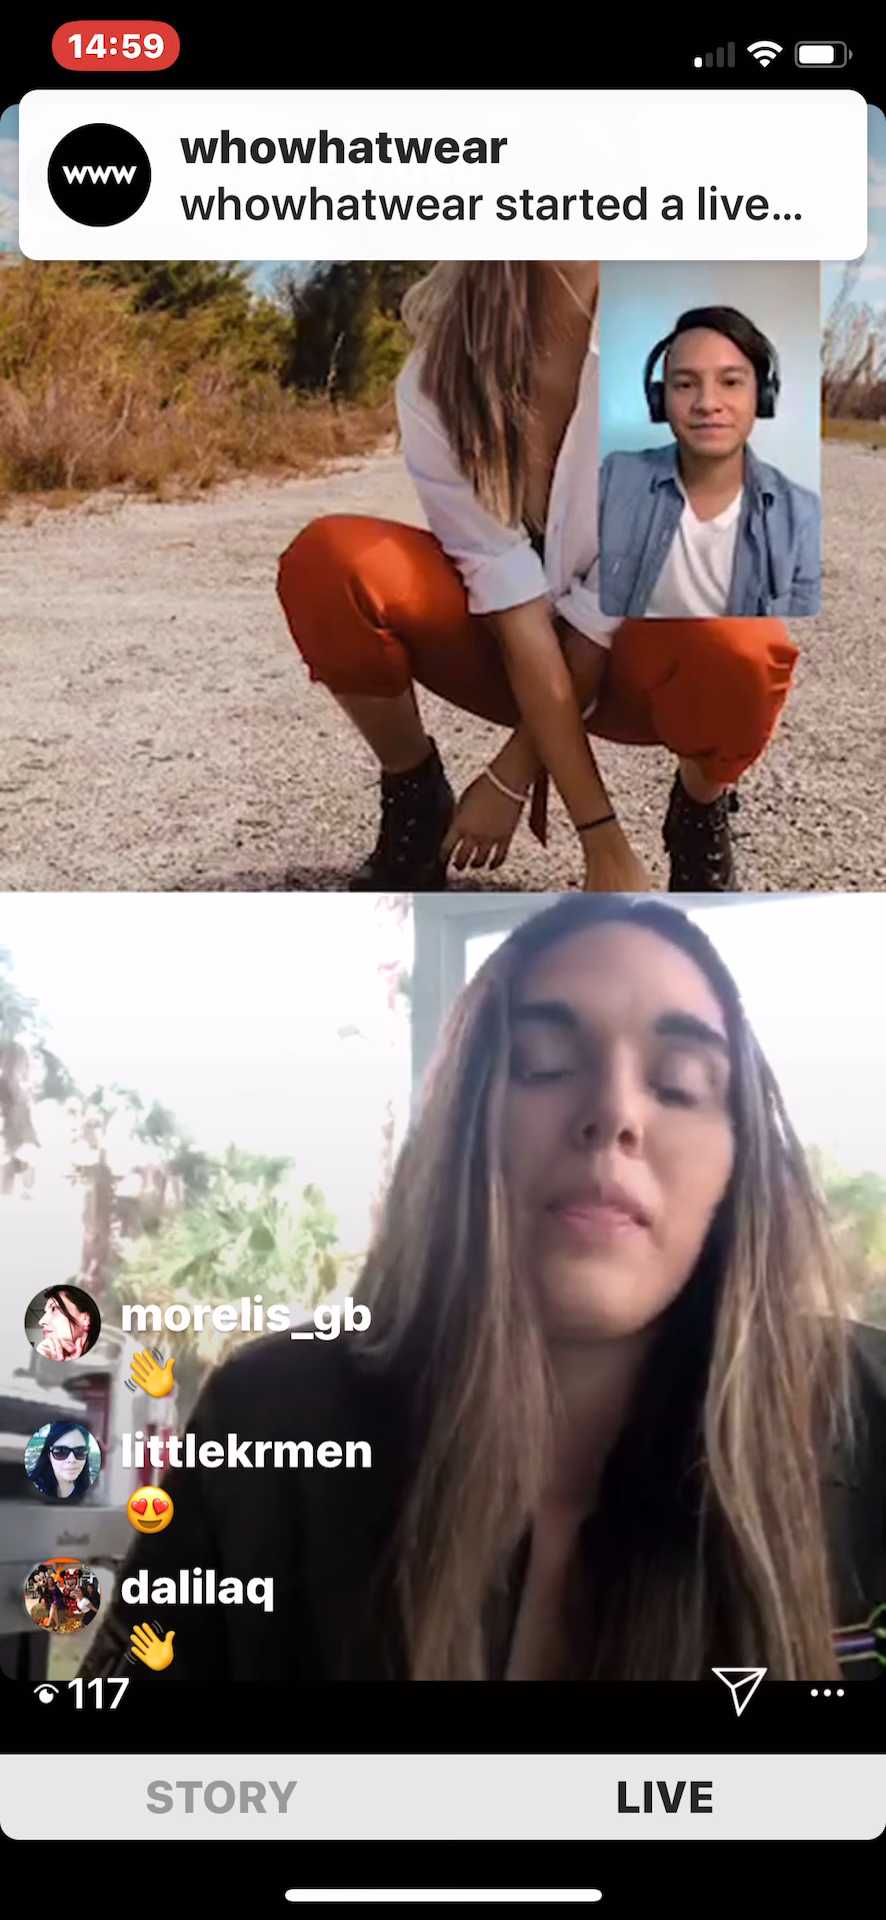 14:59
www
whowhatwear
whowhatwear started a live...
morelis_gb
👋
littlekrmen
😍
dalilaq
👋
117
STORY
LIVE